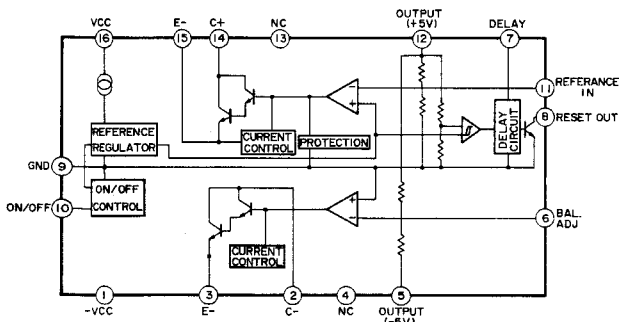 VCC
E-
C+
NC
OUTPUT
(+5V)
DELAY
16
15
14
13
12
7
11
REFERANCE
IN
8
RESET OUT
REFERENCE
REGULATOR
CURRENT
CONTROL
PROTECTION
DELAY
CIRCUIT
GND
9
ON/OFF
CONTROL
ON/OFF
10
6
BAL.
ADJ
CURRENT
CONTROL
1
3
2
4
5
-VCC
E-
C-
NC
OUTPUT
(-5V)